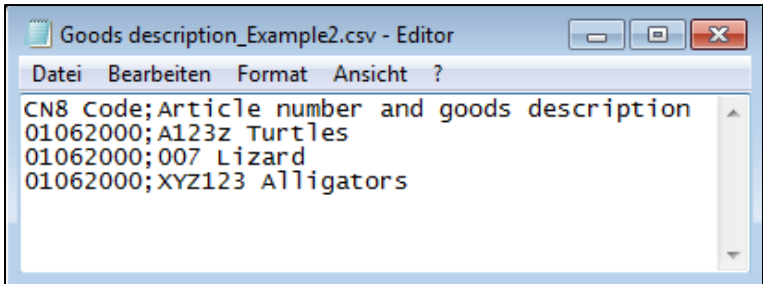 Goods description_Example2.csv - Editor
Datei Bearbeiten Format Ansicht ?
CN8 Code;Article number and goods description
01062000;A123z Turtles
01062000;007 Lizard
01062000;XYZ123 Alligators